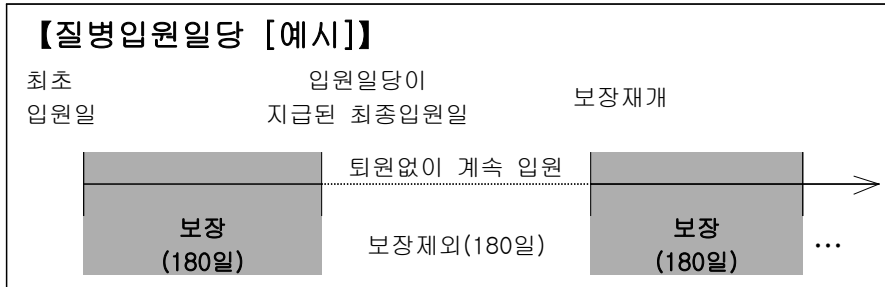 【질병입원일당 [예시]】
최초
입원일
입원일당이
지급된 최종입원일
보장재개
퇴원없이 계속 입원
보장
(180일)
보장제외(180일)
보장
(180일)
…